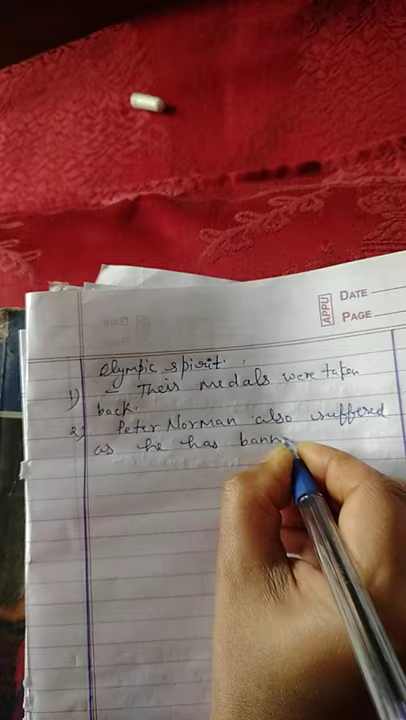 APPU DATE
PAGE
Olympic spirit.
1) Their medals were taken
back.
2) Peter Norman also suffered
as he has bann